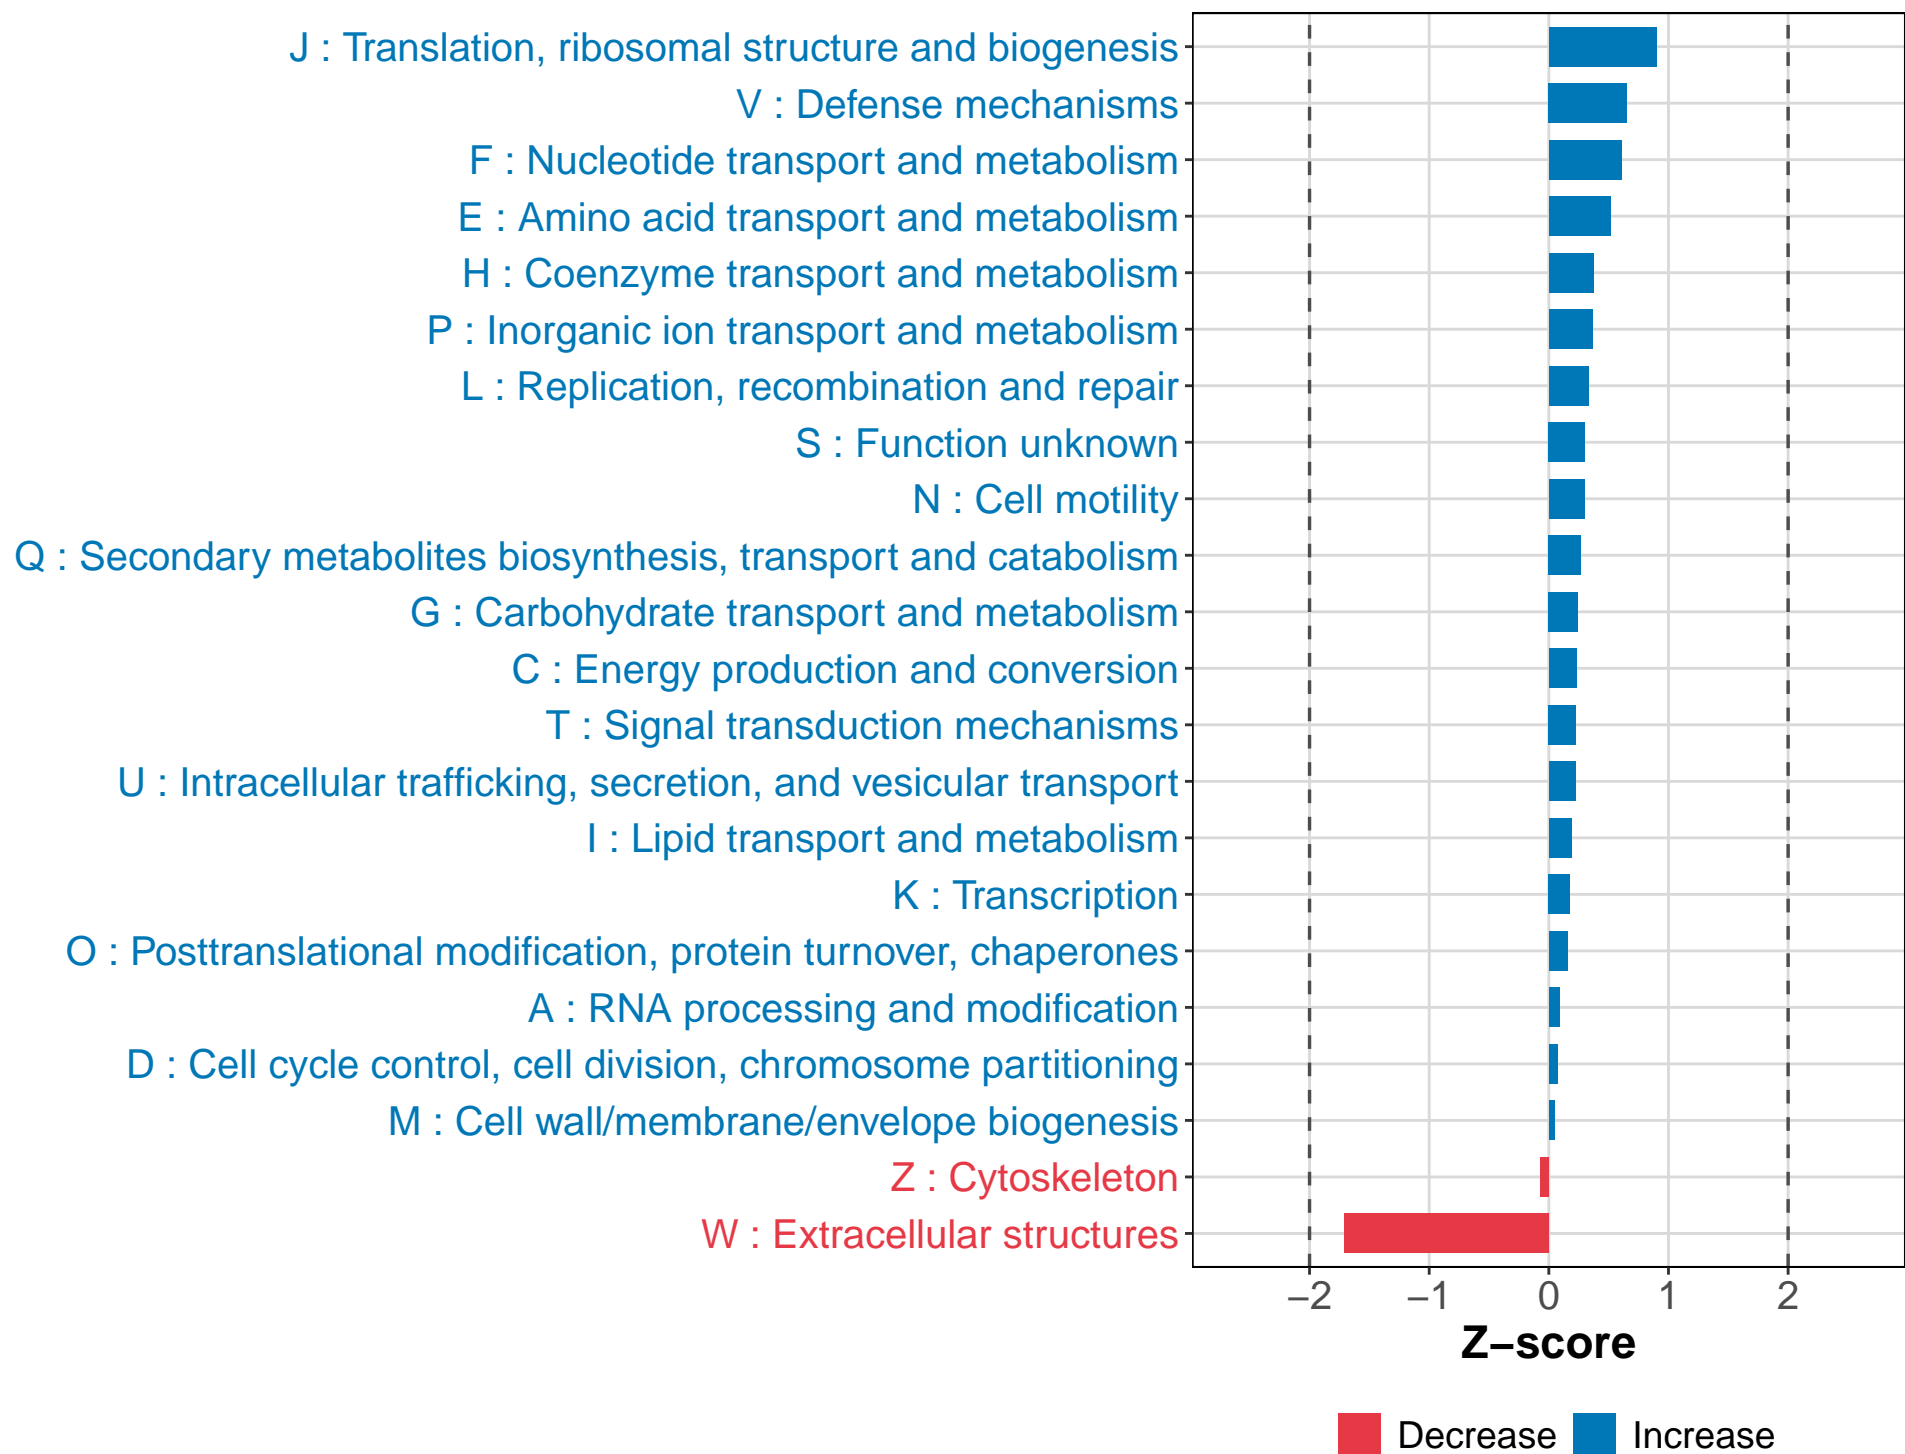 J : Translation, ribosomal structure and biogenesis
V : Defense mechanisms
F : Nucleotide transport and metabolism
E : Amino acid transport and metabolism
H : Coenzyme transport and metabolism
P : Inorganic ion transport and metabolism
L : Replication, recombination and repair
S : Function unknown
N : Cell motility
Q : Secondary metabolites biosynthesis, transport and catabolism
G : Carbohydrate transport and metabolism
C : Energy production and conversion
T : Signal transduction mechanisms
U : Intracellular trafficking, secretion, and vesicular transport
I : Lipid transport and metabolism
K : Transcription
O : Posttranslational modification, protein turnover, chaperones
A : RNA processing and modification
D : Cell cycle control, cell division, chromosome partitioning
M : Cell wall/membrane/envelope biogenesis
Z : Cytoskeleton
W : Extracellular structures
−2 −1 0 1 2
Z−score
Decrease Increase